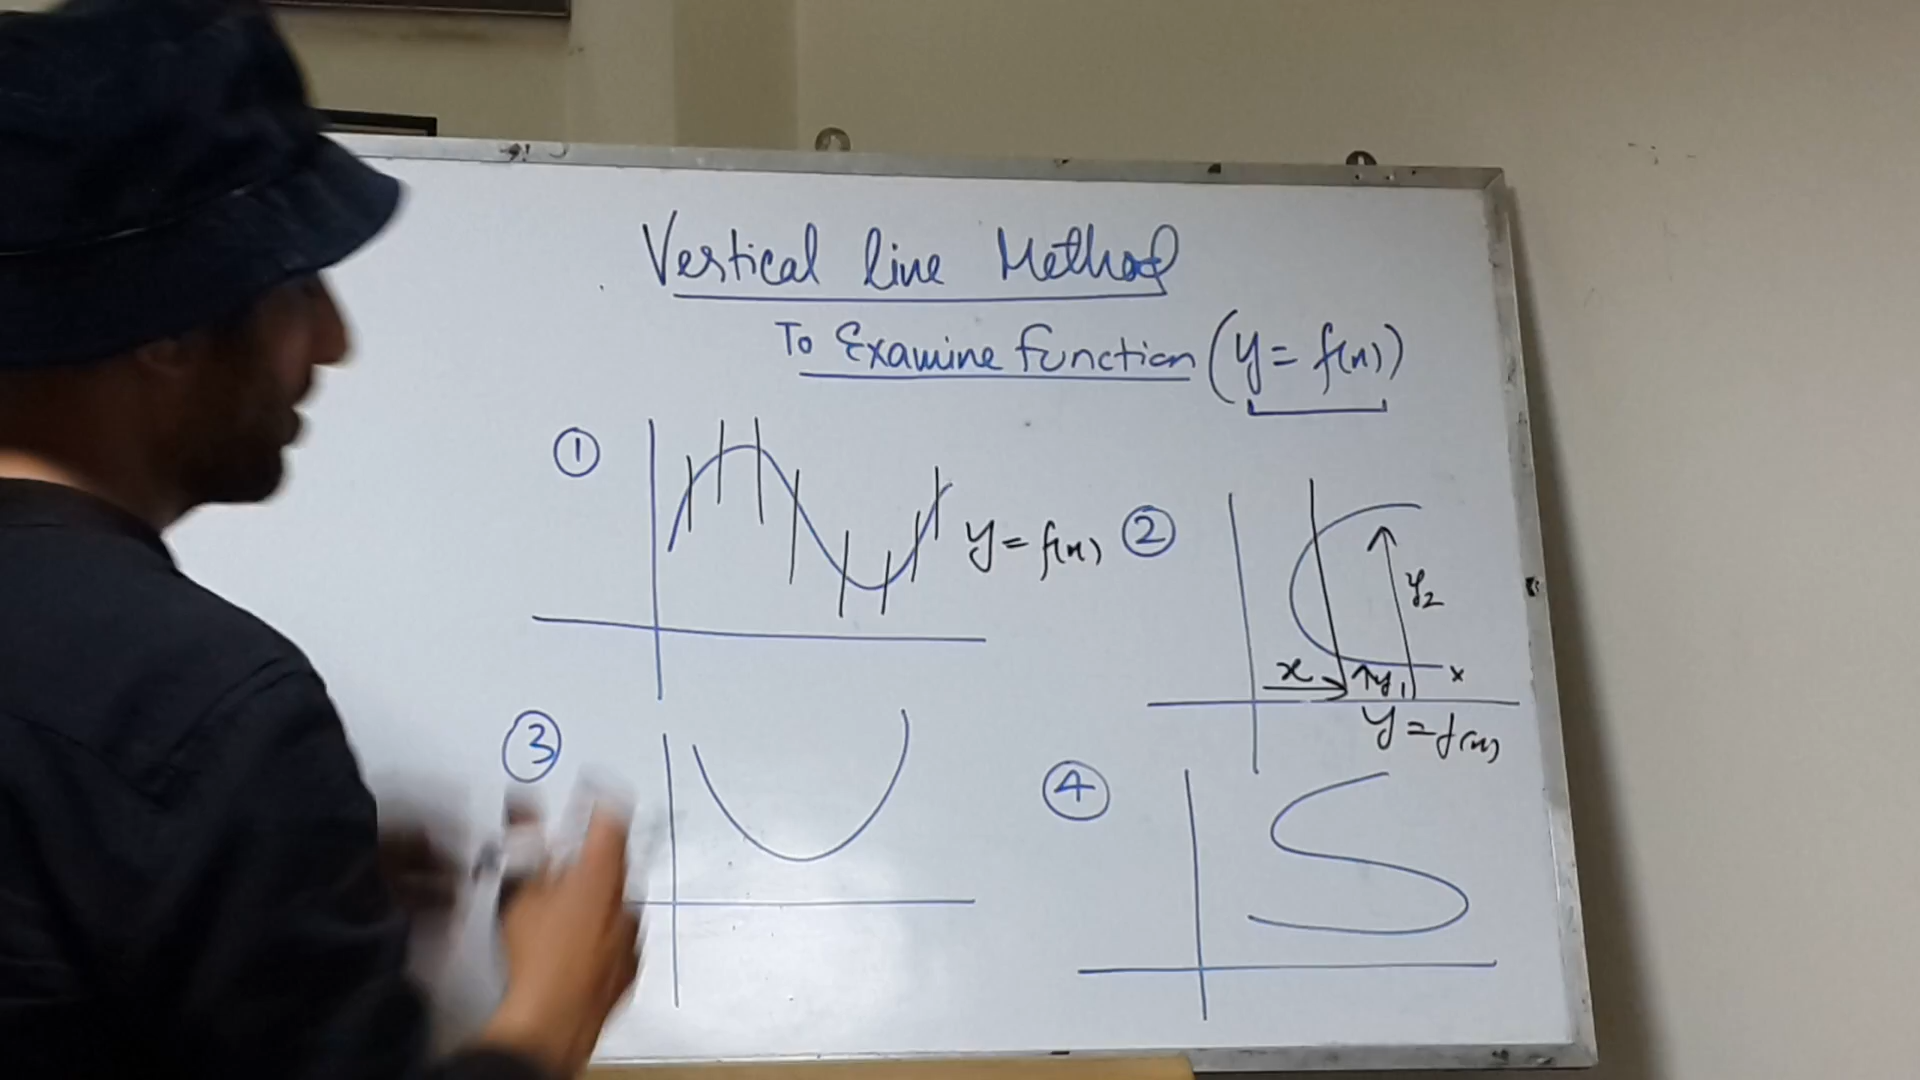 Vertical line Method
To Examine function (y = f(x))
①
y = f(x)
②
y₂
x
y₁
x
y = f(x)
③
④